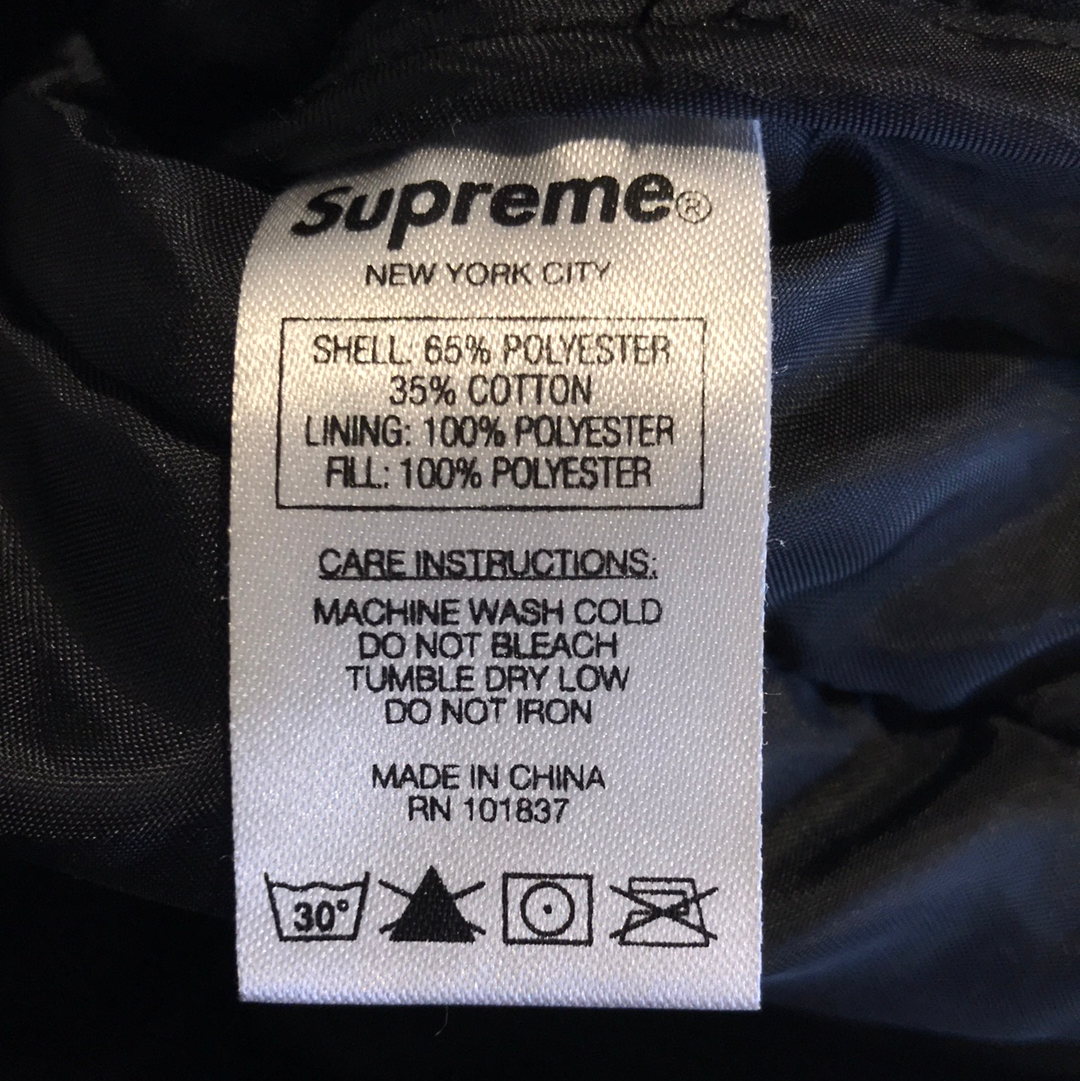 Supreme®
NEW YORK CITY
SHELL: 65% POLYESTER
35% COTTON
LINING: 100% POLYESTER
FILL: 100% POLYESTER
CARE INSTRUCTIONS:
MACHINE WASH COLD
DO NOT BLEACH
TUMBLE DRY LOW
DO NOT IRON
MADE IN CHINA
RN 101837
30°